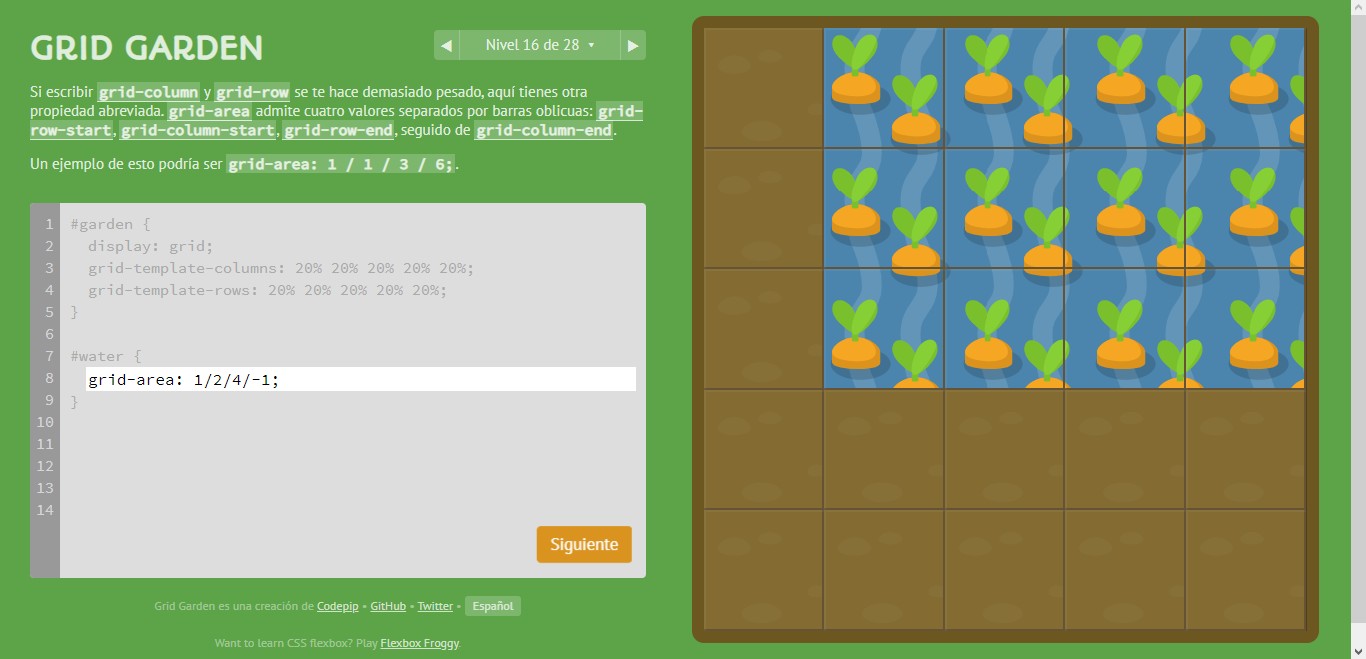 GRID GARDEN
◀ Nivel 16 de 28 ▾ ▶
Si escribir grid-column y grid-row se te hace demasiado pesado, aquí tienes otra
propiedad abreviada. grid-area admite cuatro valores separados por barras oblicuas: grid-
row-start, grid-column-start, grid-row-end, seguido de grid-column-end.
Un ejemplo de esto podría ser grid-area: 1 / 1 / 3 / 6;.
1 #garden {
2 display: grid;
3 grid-template-columns: 20% 20% 20% 20% 20%;
4 grid-template-rows: 20% 20% 20% 20% 20%;
5 }
6
7 #water {
8 grid-area: 1/2/4/-1;
9 }
10
11
12
13
14
Siguiente
Grid Garden es una creación de Codepip • GitHub • Twitter • Español
Want to learn CSS flexbox? Play Flexbox Froggy.